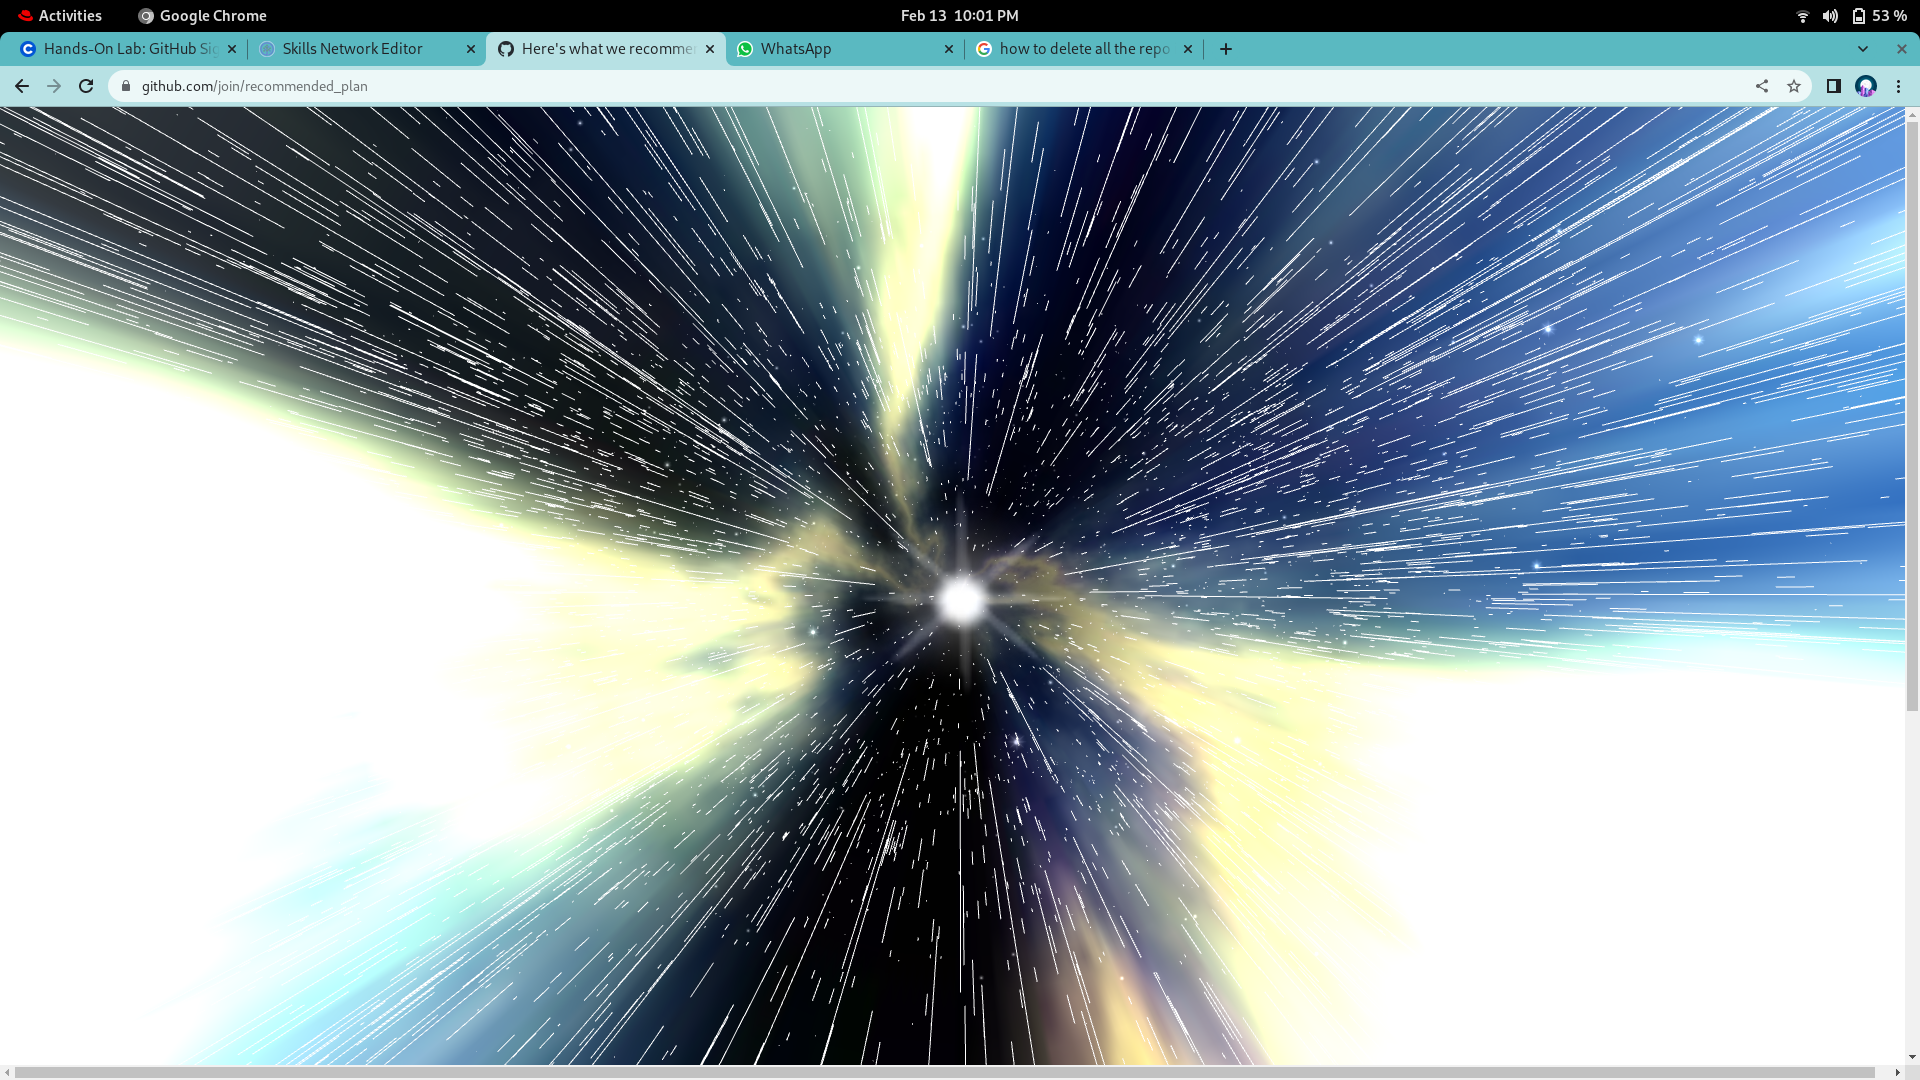 Activities Google Chrome Feb 13 10:01 PM 53 %
Hands-On Lab: GitHub Sig Skills Network Editor Here's what we recomme WhatsApp how to delete all the repo
github.com/join/recommended_plan